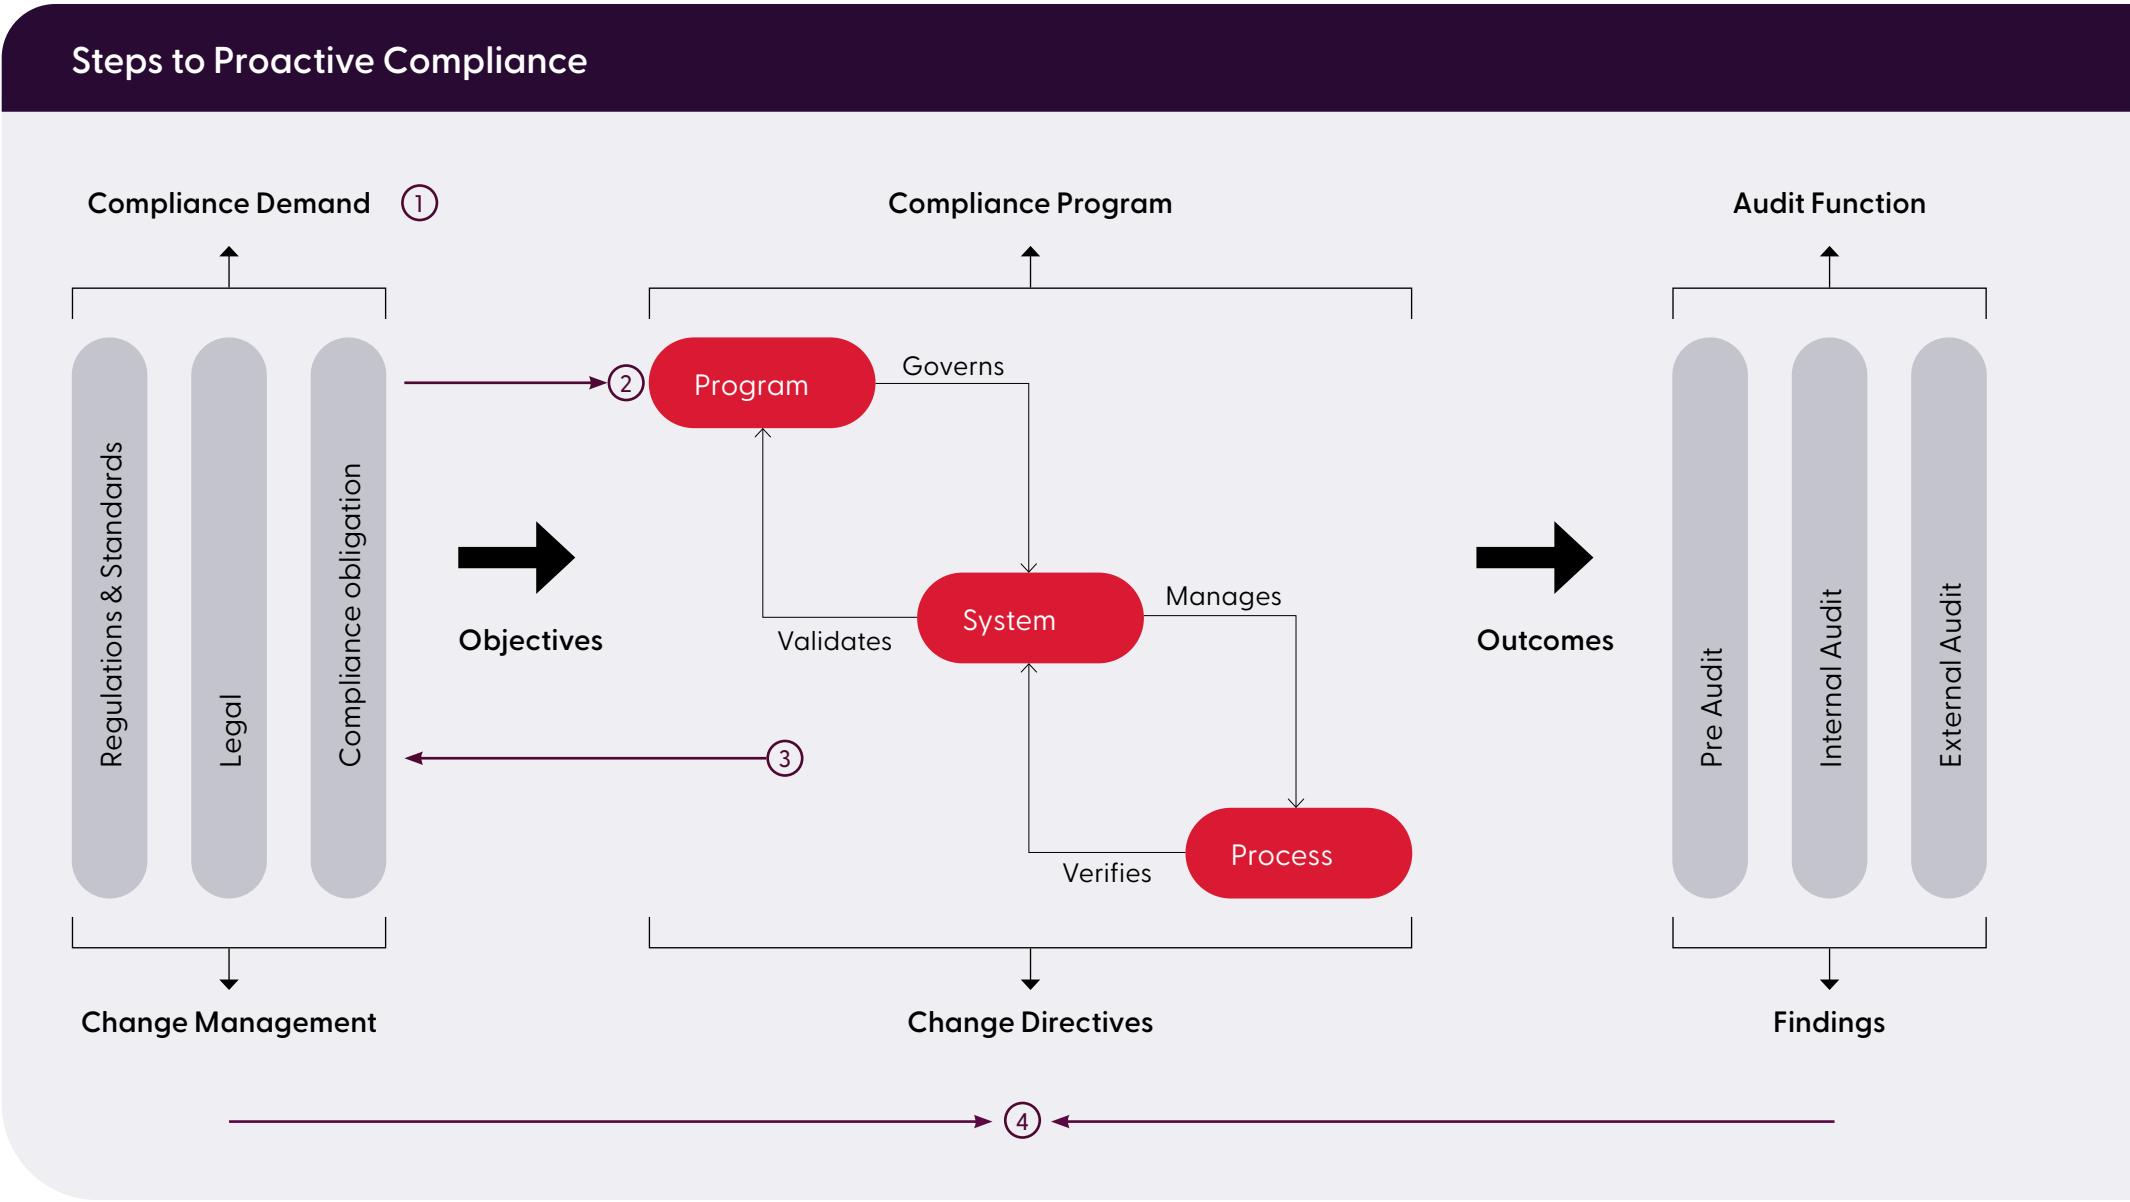 Steps to Proactive Compliance
Compliance Demand
1
Compliance Program
Audit Function
Regulations & Standards
Legal
Compliance obligation
2
Program
Governs
Objectives
Validates
System
Manages
3
Verifies
Process
Outcomes
Pre Audit
Internal Audit
External Audit
Change Management
Change Directives
Findings
4